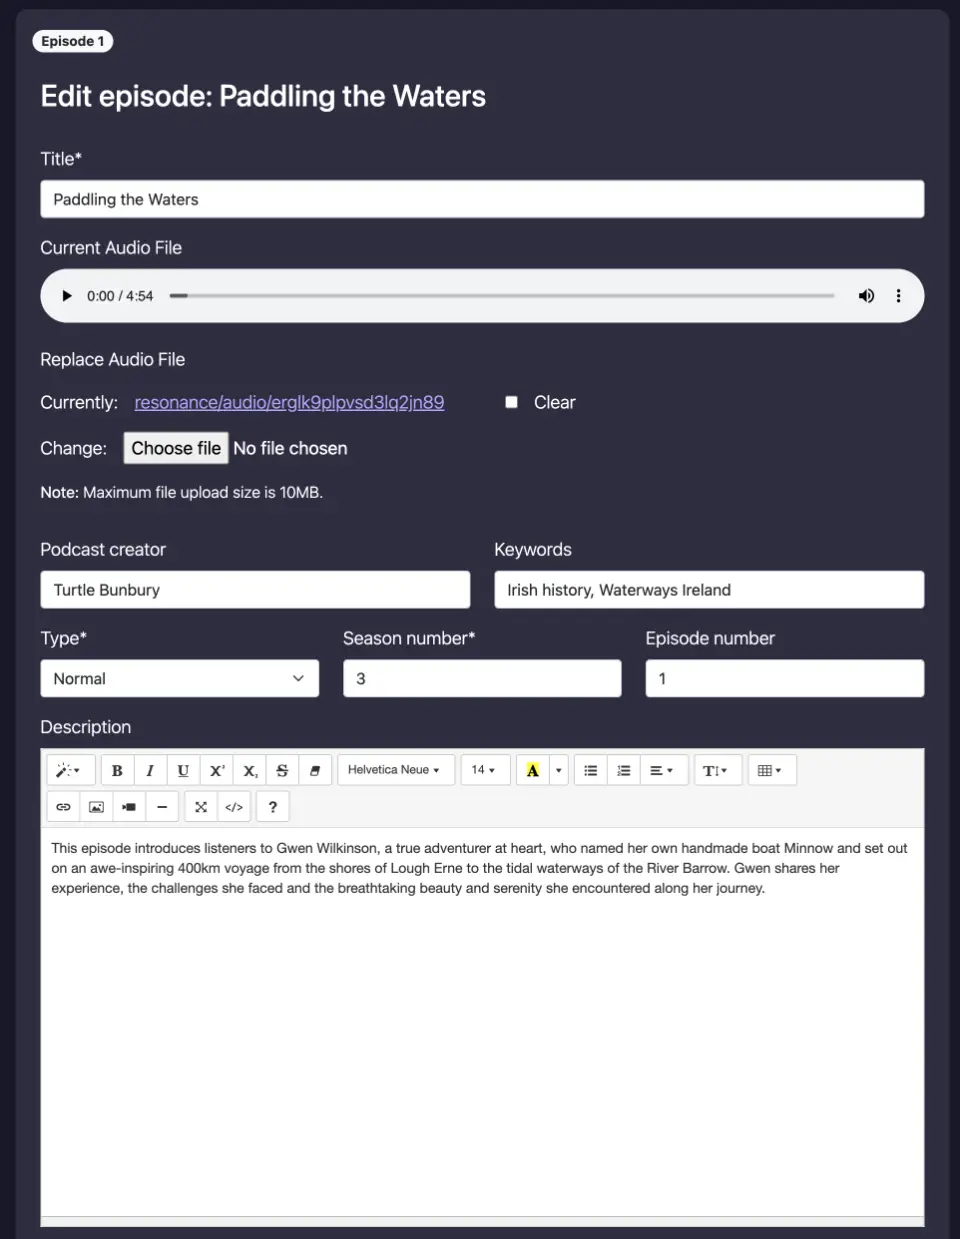 Episode 1
Edit episode: Paddling the Waters
Title*
Paddling the Waters
Current Audio File
0:00 / 4:54
Replace Audio File
Currently: resonance/audio/erglk9plpvsd3lq2jn89 Clear
Change: Choose file No file chosen
Note: Maximum file upload size is 10MB.
Podcast creator Keywords
Turtle Bunbury Irish history, Waterways Ireland
Type* Season number* Episode number
Normal 3 1
Description
B I U X² X₂ S Helvetica Neue 14 A T
</> ?
This episode introduces listeners to Gwen Wilkinson, a true adventurer at heart, who named her own handmade boat Minnow and set out
on an awe-inspiring 400km voyage from the shores of Lough Erne to the tidal waterways of the River Barrow. Gwen shares her
experience, the challenges she faced and the breathtaking beauty and serenity she encountered along her journey.